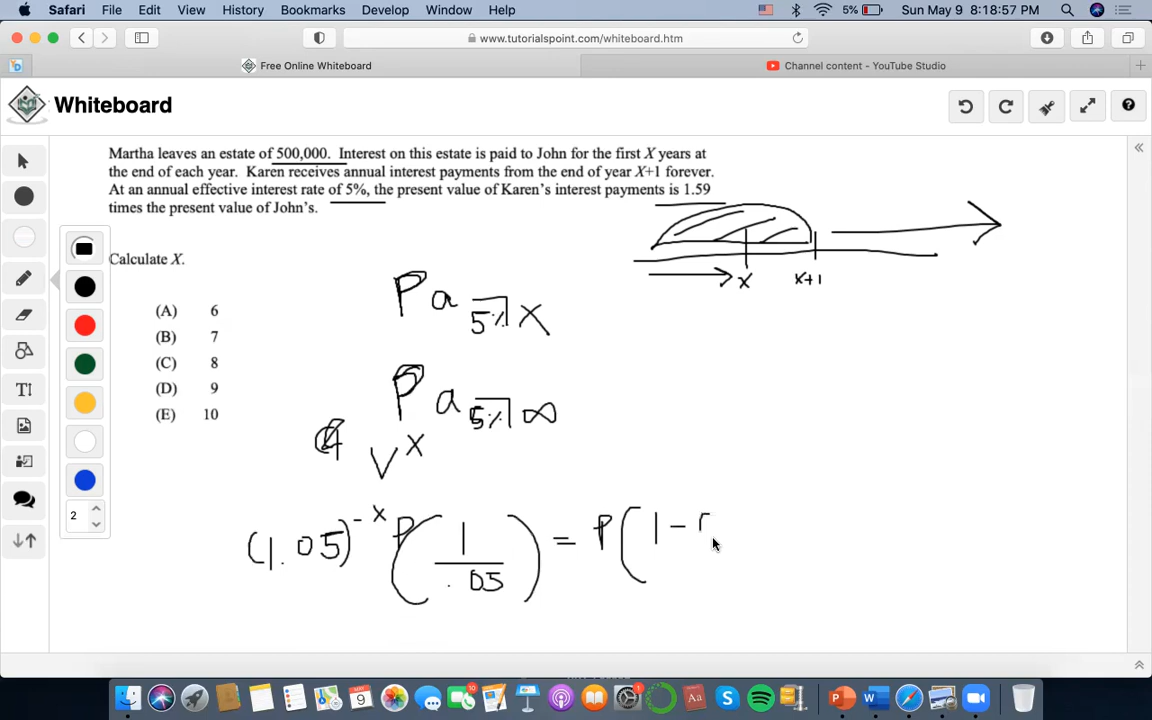 Safari File Edit View History Bookmarks Develop Window Help 5% Sun May 9 8:18:57 PM
www.tutorialspoint.com/whiteboard.htm
Free Online Whiteboard Channel content - YouTube Studio
Whiteboard
Martha leaves an estate of 500,000. Interest on this estate is paid to John for the first X years at
the end of each year. Karen receives annual interest payments from the end of year X+1 forever.
At an annual effective interest rate of 5%, the present value of Karen's interest payments is 1.59
times the present value of John's.
x x+1
Calculate X.
(A) 6
(B) 7
(C) 8
(D) 9
(E) 10
P a 5% X
P a 5% ∞
V^X
(1.05)^-x P(1/.05) = P(1-
T
2
10
1
Aa
S
P
W